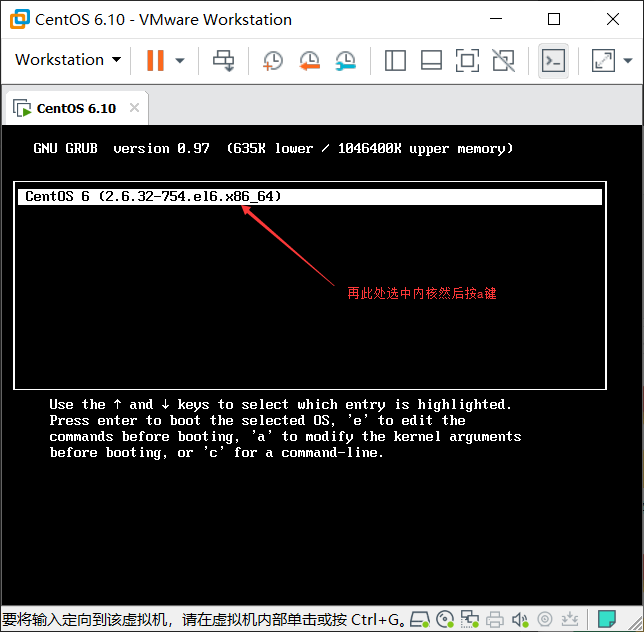 CentOS 6.10 - VMware Workstation
Workstation
CentOS 6.10
GNU GRUB  version 0.97  (635K lower / 1046400K upper memory)
CentOS 6 (2.6.32-754.el6.x86_64)
再此处选中内核然后按a键
Use the ↑ and ↓ keys to select which entry is highlighted.
Press enter to boot the selected OS, 'e' to edit the
commands before booting, 'a' to modify the kernel arguments
before booting, or 'c' for a command-line.
要将输入定向到该虚拟机，请在虚拟机内部单击或按 Ctrl+G。